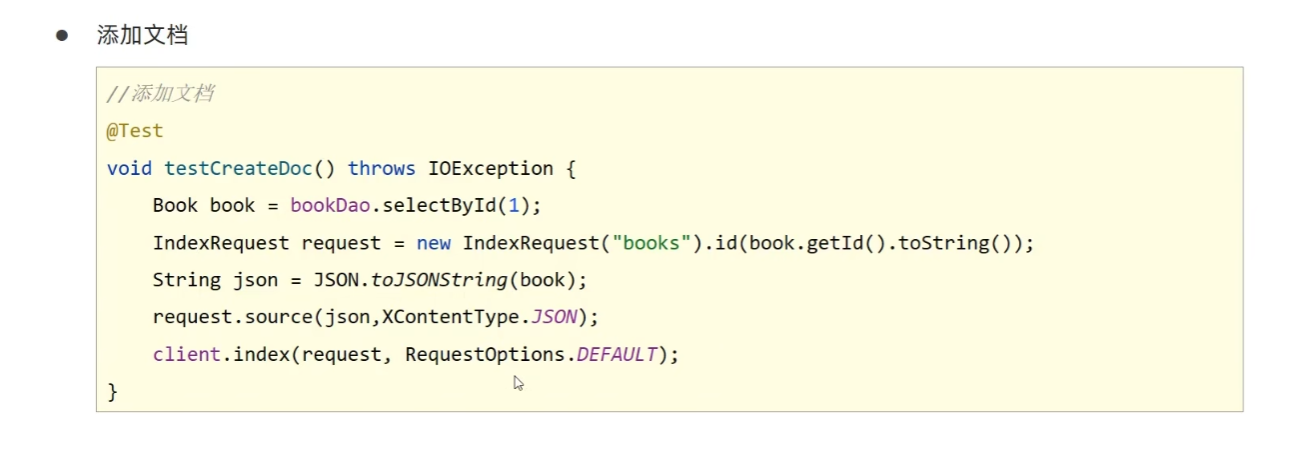 ● 添加文档
//添加文档
@Test
void testCreateDoc() throws IOException {
    Book book = bookDao.selectById(1);
    IndexRequest request = new IndexRequest("books").id(book.getId().toString());
    String json = JSON.toJSONString(book);
    request.source(json,XContentType.JSON);
    client.index(request, RequestOptions.DEFAULT);
}